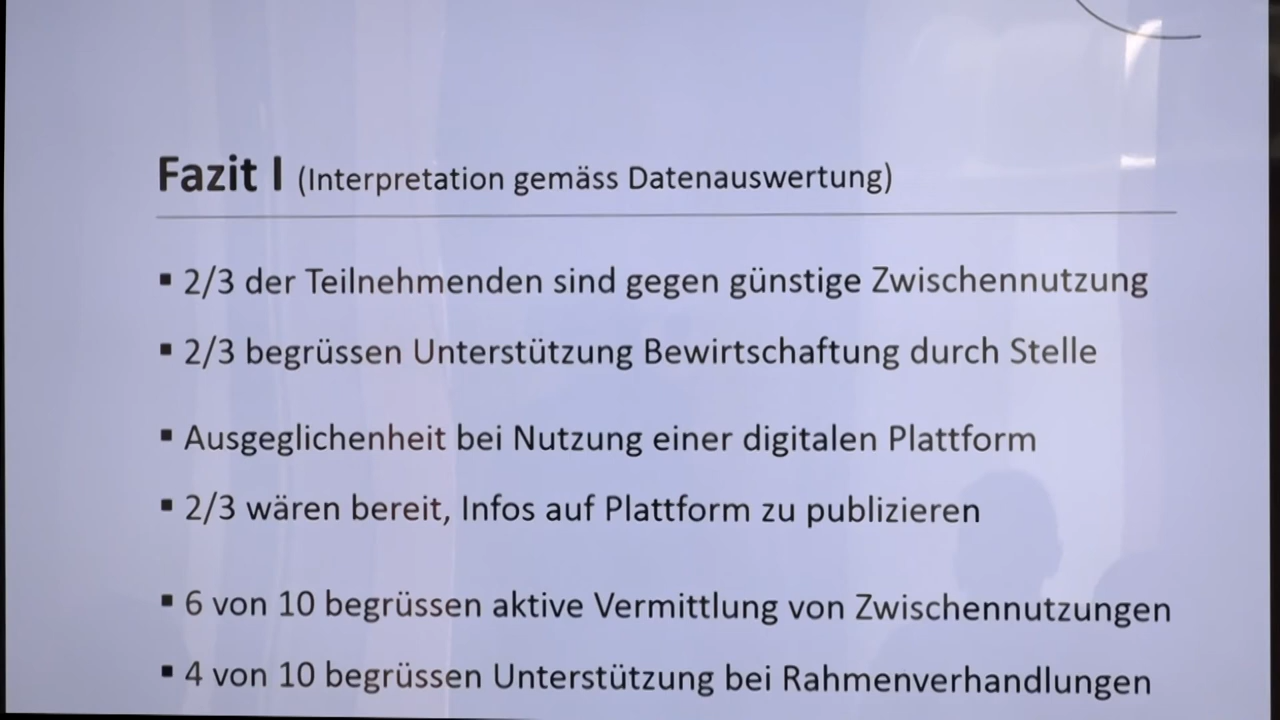 Fazit I (Interpretation gemäss Datenauswertung)
▪ 2/3 der Teilnehmenden sind gegen günstige Zwischennutzung
▪ 2/3 begrüssen Unterstützung Bewirtschaftung durch Stelle
▪ Ausgeglichenheit bei Nutzung einer digitalen Plattform
▪ 2/3 wären bereit, Infos auf Plattform zu publizieren
▪ 6 von 10 begrüssen aktive Vermittlung von Zwischennutzungen
▪ 4 von 10 begrüssen Unterstützung bei Rahmenverhandlungen